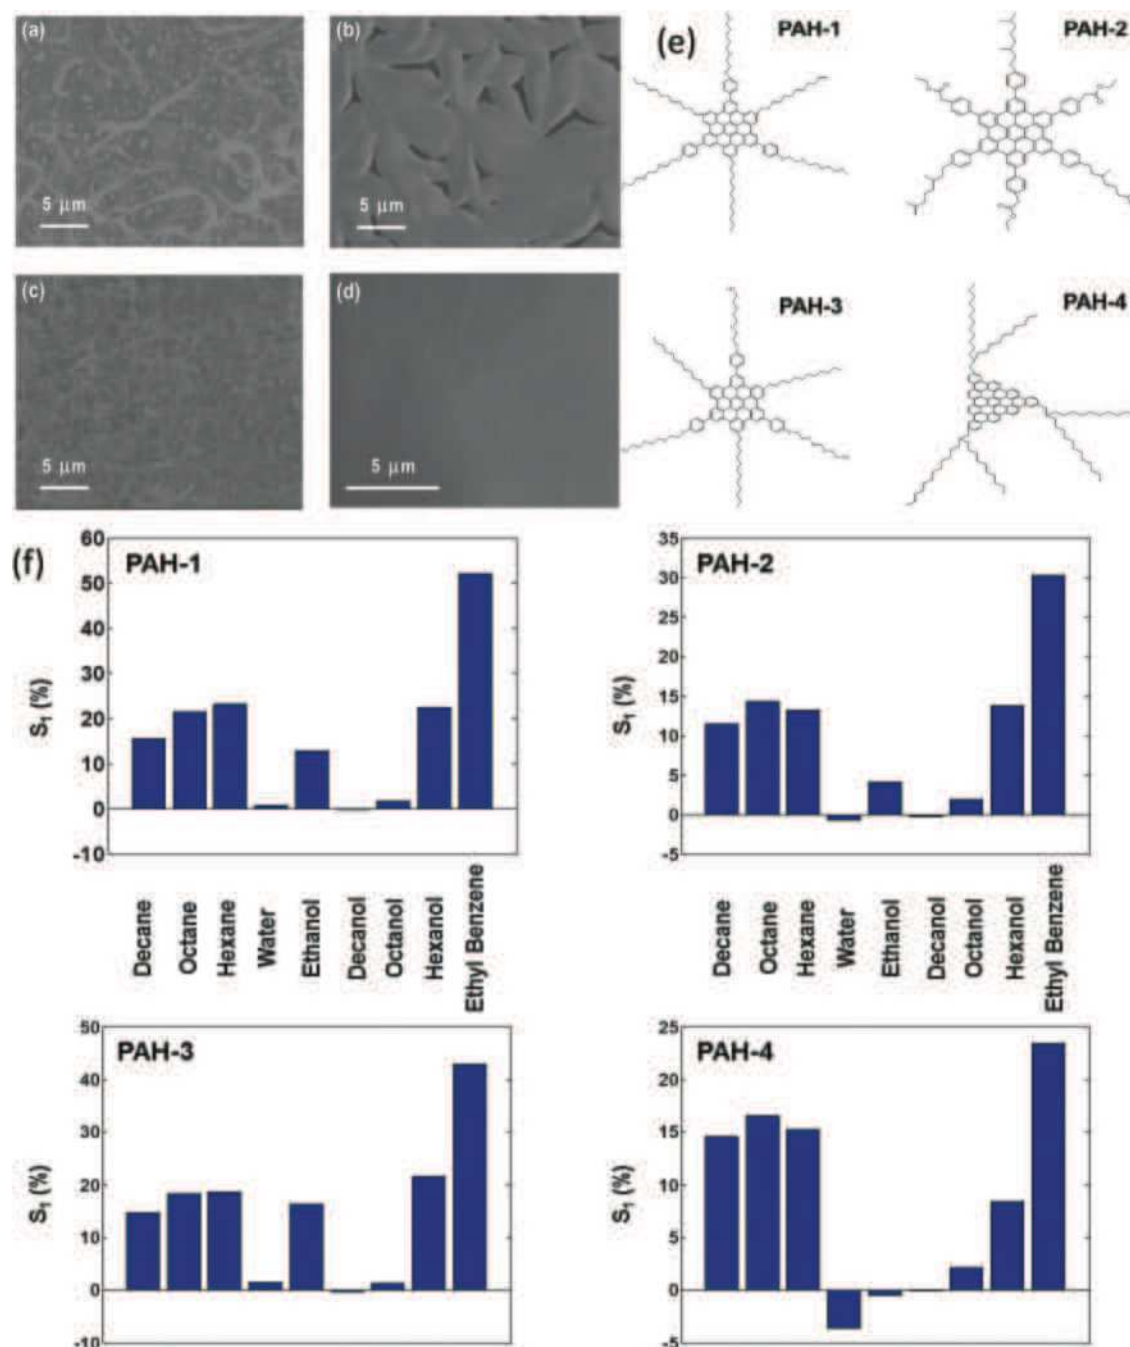 (a)
(b)
(e)
PAH-1
PAH-2
5 μm
5 μm
(c)
(d)
PAH-3
PAH-4
5 μm
5 μm
(f)
PAH-1
60
50
40
30
20
10
0
-10
S1 (%)
PAH-2
35
30
25
20
15
10
5
0
-5
S1 (%)
Decane
Octane
Hexane
Water
Ethanol
Decanol
Octanol
Hexanol
Ethyl Benzene
Decane
Octane
Hexane
Water
Ethanol
Decanol
Octanol
Hexanol
Ethyl Benzene
PAH-3
50
40
30
20
10
0
-10
S1 (%)
PAH-4
25
20
15
10
5
0
-5
S1 (%)